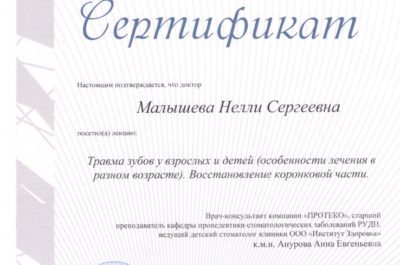 Сертификат
Настоящим подтверждается, что доктор
Малышева Нелли Сергеевна
посетил(а) лекцию:
Травма зубов у взрослых и детей (особенности лечения в
разном возрасте). Восстановление коронковой части.
Врач-консультант компании «ПРОТЕКО», старший
преподаватель кафедры пропедевтики стоматологических заболеваний РУДН,
ведущий детский стоматолог клиники ООО «Институт Здоровья»
к.м.н. Анурова Анна Евгеньевна